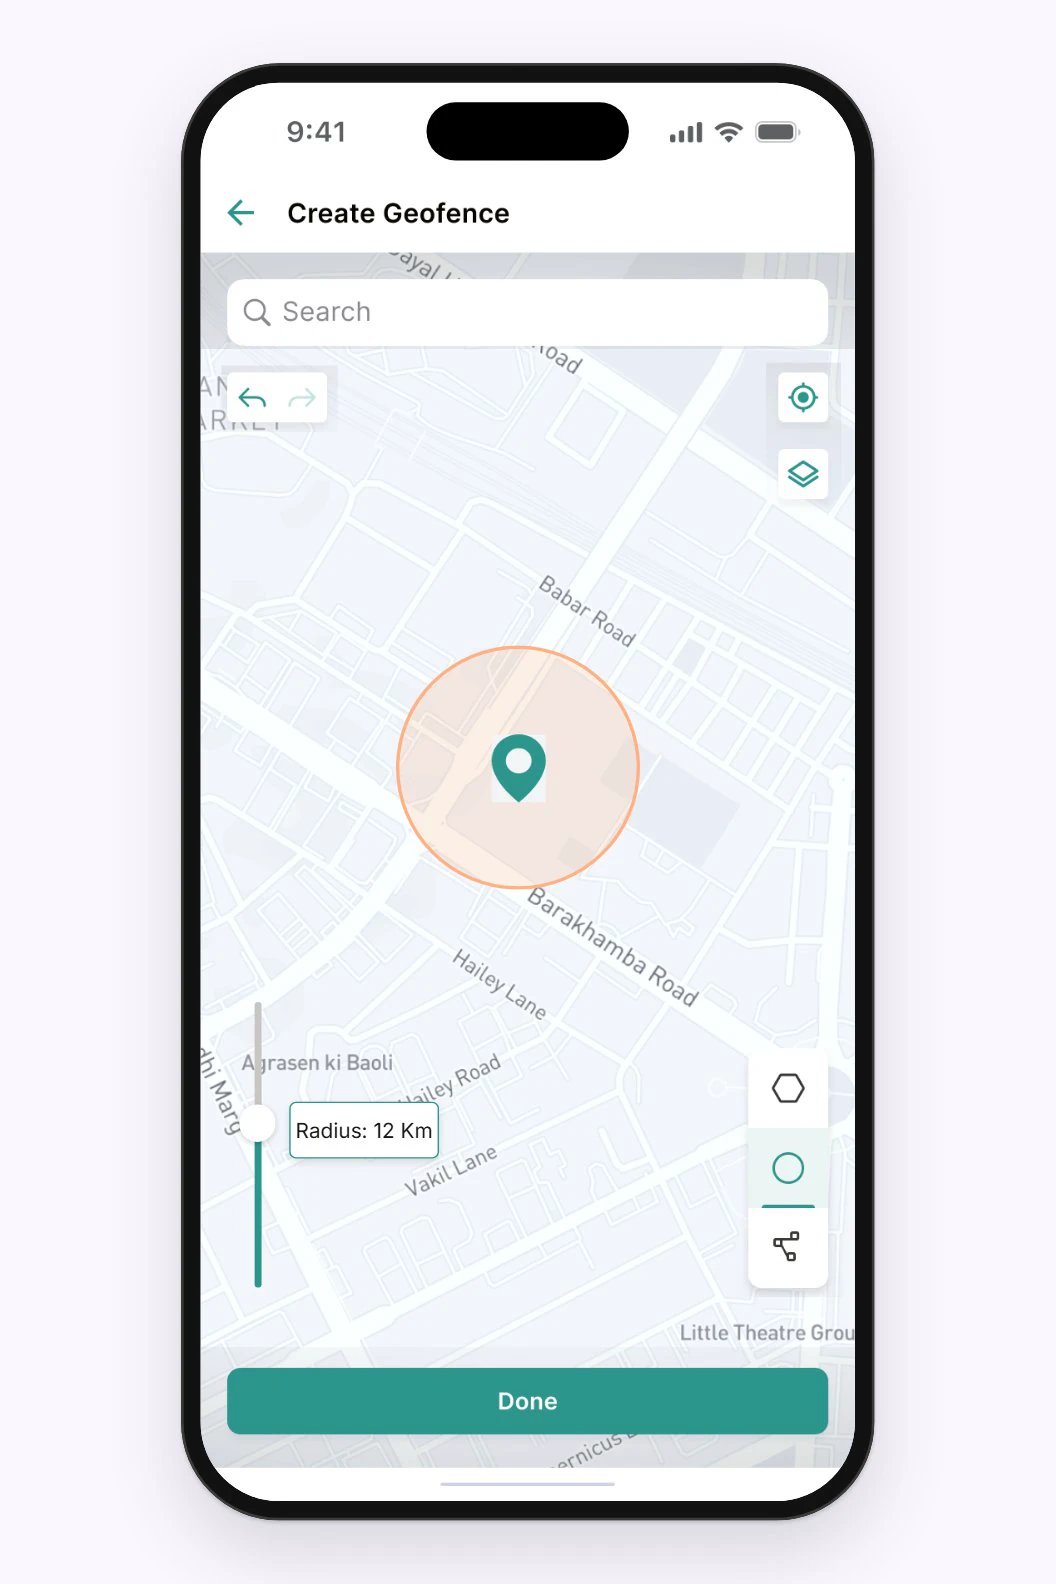 9:41
Create Geofence
Search
Road
Babar Road
Barakhamba Road
Hailey Lane
Agrasen ki Baoli
Hailey Road
Radius: 12 Km
Vakil Lane
Little Theatre Grou
Done